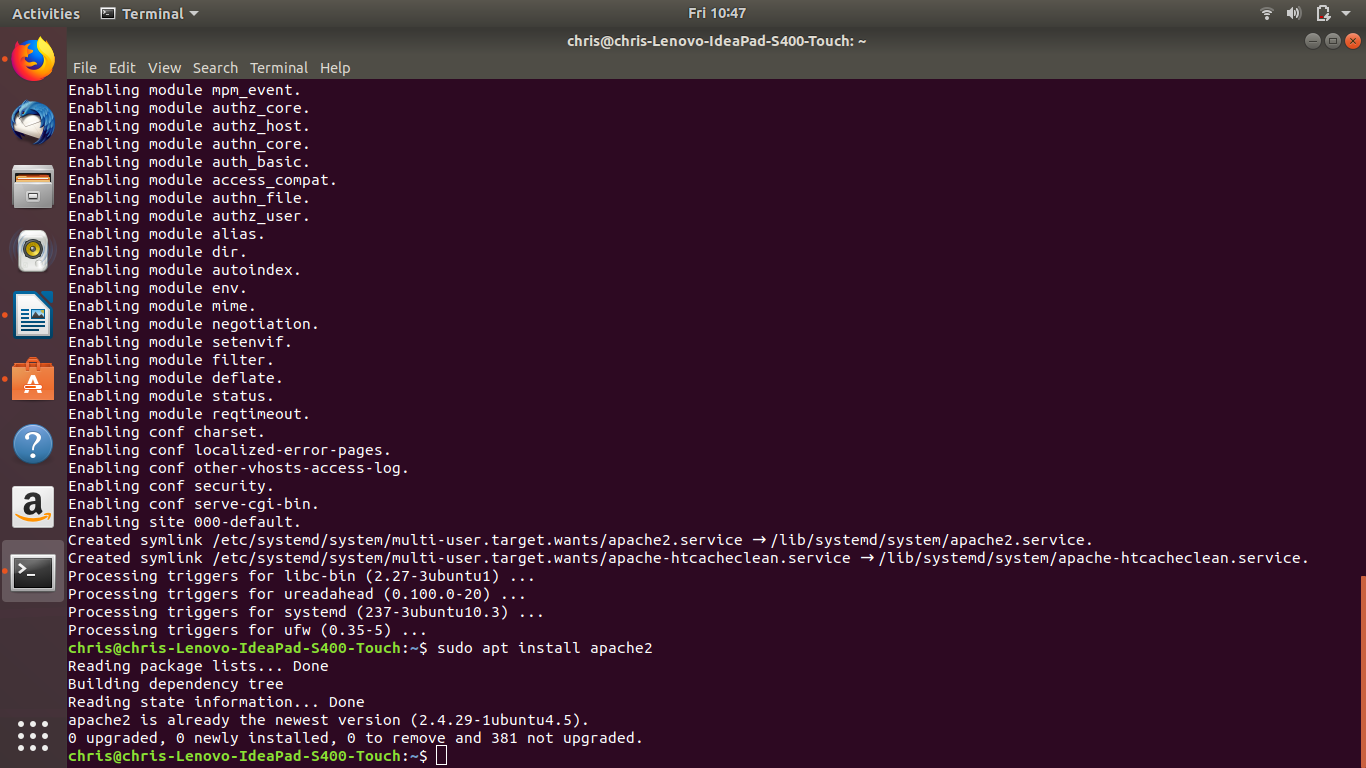 Activities Terminal Fri 10:47
chris@chris-Lenovo-IdeaPad-S400-Touch: ~
File Edit View Search Terminal Help
Enabling module mpm_event.
Enabling module authz_core.
Enabling module authz_host.
Enabling module authn_core.
Enabling module auth_basic.
Enabling module access_compat.
Enabling module authn_file.
Enabling module authz_user.
Enabling module alias.
Enabling module dir.
Enabling module autoindex.
Enabling module env.
Enabling module mime.
Enabling module negotiation.
Enabling module setenvif.
Enabling module filter.
Enabling module deflate.
Enabling module status.
Enabling module reqtimeout.
Enabling conf charset.
Enabling conf localized-error-pages.
Enabling conf other-vhosts-access-log.
Enabling conf security.
Enabling conf serve-cgi-bin.
Enabling site 000-default.
Created symlink /etc/systemd/system/multi-user.target.wants/apache2.service → /lib/systemd/system/apache2.service.
Created symlink /etc/systemd/system/multi-user.target.wants/apache-htcacheclean.service → /lib/systemd/system/apache-htcacheclean.service.
Processing triggers for libc-bin (2.27-3ubuntu1) ...
Processing triggers for ureadahead (0.100.0-20) ...
Processing triggers for systemd (237-3ubuntu10.3) ...
Processing triggers for ufw (0.35-5) ...
chris@chris-Lenovo-IdeaPad-S400-Touch:~$ sudo apt install apache2
Reading package lists... Done
Building dependency tree
Reading state information... Done
apache2 is already the newest version (2.4.29-1ubuntu4.5).
0 upgraded, 0 newly installed, 0 to remove and 381 not upgraded.
chris@chris-Lenovo-IdeaPad-S400-Touch:~$